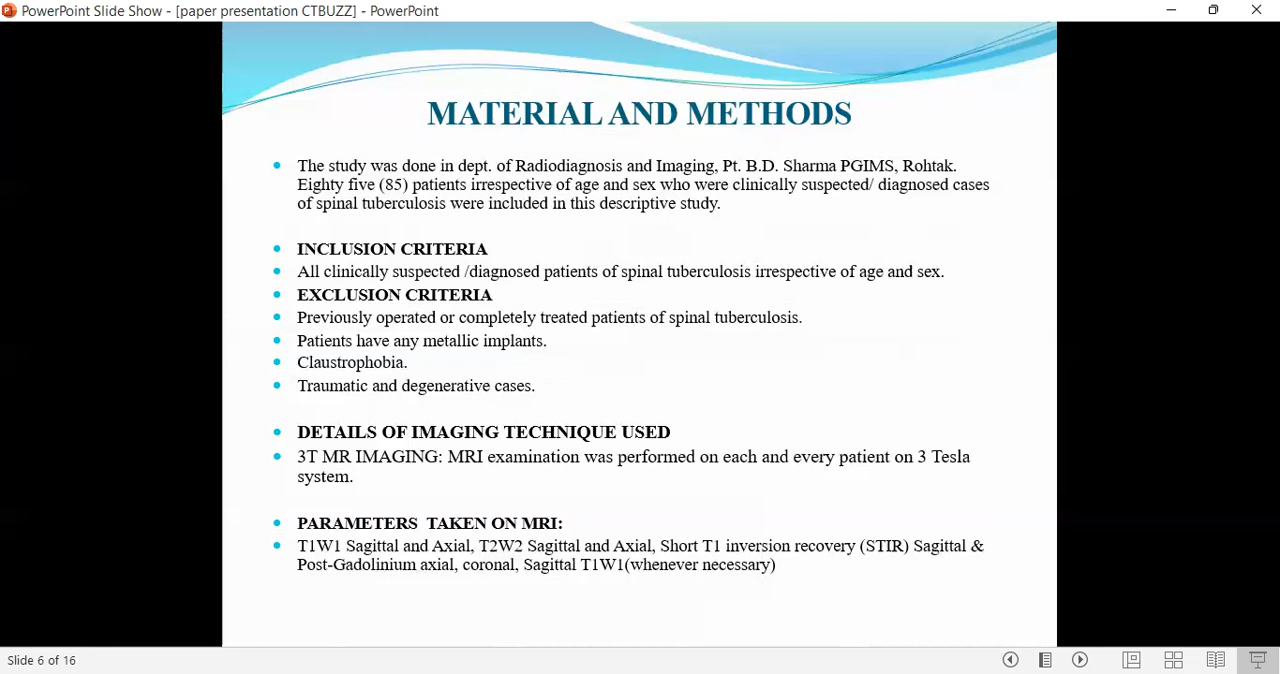 PowerPoint Slide Show - [paper presentation CTBUZZ] - PowerPoint
MATERIAL AND METHODS
The study was done in dept. of Radiodiagnosis and Imaging, Pt. B.D. Sharma PGIMS, Rohtak.
Eighty five (85) patients irrespective of age and sex who were clinically suspected/ diagnosed cases
of spinal tuberculosis were included in this descriptive study.
INCLUSION CRITERIA
All clinically suspected /diagnosed patients of spinal tuberculosis irrespective of age and sex.
EXCLUSION CRITERIA
Previously operated or completely treated patients of spinal tuberculosis.
Patients have any metallic implants.
Claustrophobia.
Traumatic and degenerative cases.
DETAILS OF IMAGING TECHNIQUE USED
3T MR IMAGING: MRI examination was performed on each and every patient on 3 Tesla
system.
PARAMETERS  TAKEN ON MRI:
T1W1 Sagittal and Axial, T2W2 Sagittal and Axial, Short T1 inversion recovery (STIR) Sagittal &
Post-Gadolinium axial, coronal, Sagittal T1W1(whenever necessary)
Slide 6 of 16